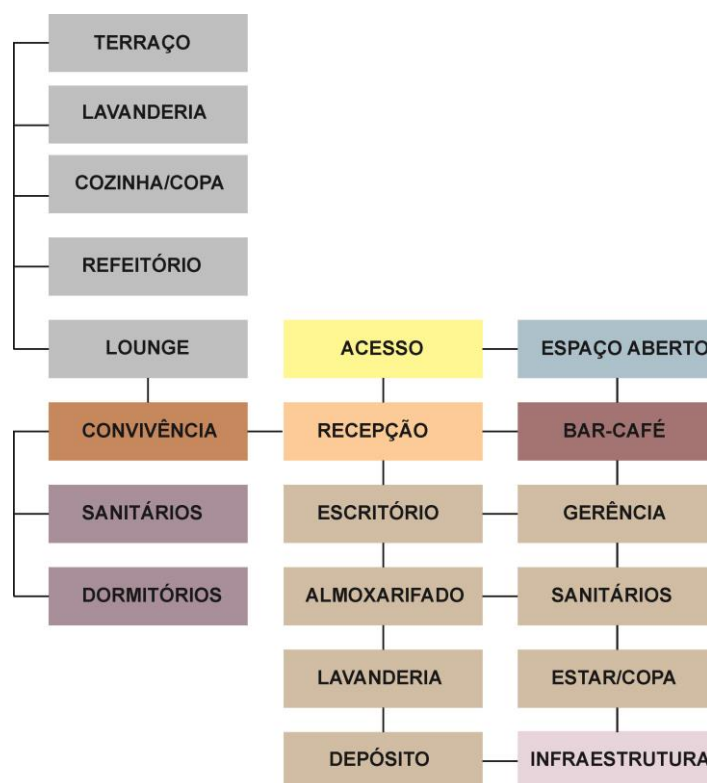 TERRAÇO
LAVANDERIA
COZINHA/COPA
REFEITÓRIO
LOUNGE
ACESSO
ESPAÇO ABERTO
CONVIVÊNCIA
RECEPÇÃO
BAR-CAFÉ
SANITÁRIOS
ESCRITÓRIO
GERÊNCIA
DORMITÓRIOS
ALMOXARIFADO
SANITÁRIOS
LAVANDERIA
ESTAR/COPA
DEPÓSITO
INFRAESTRUTURA